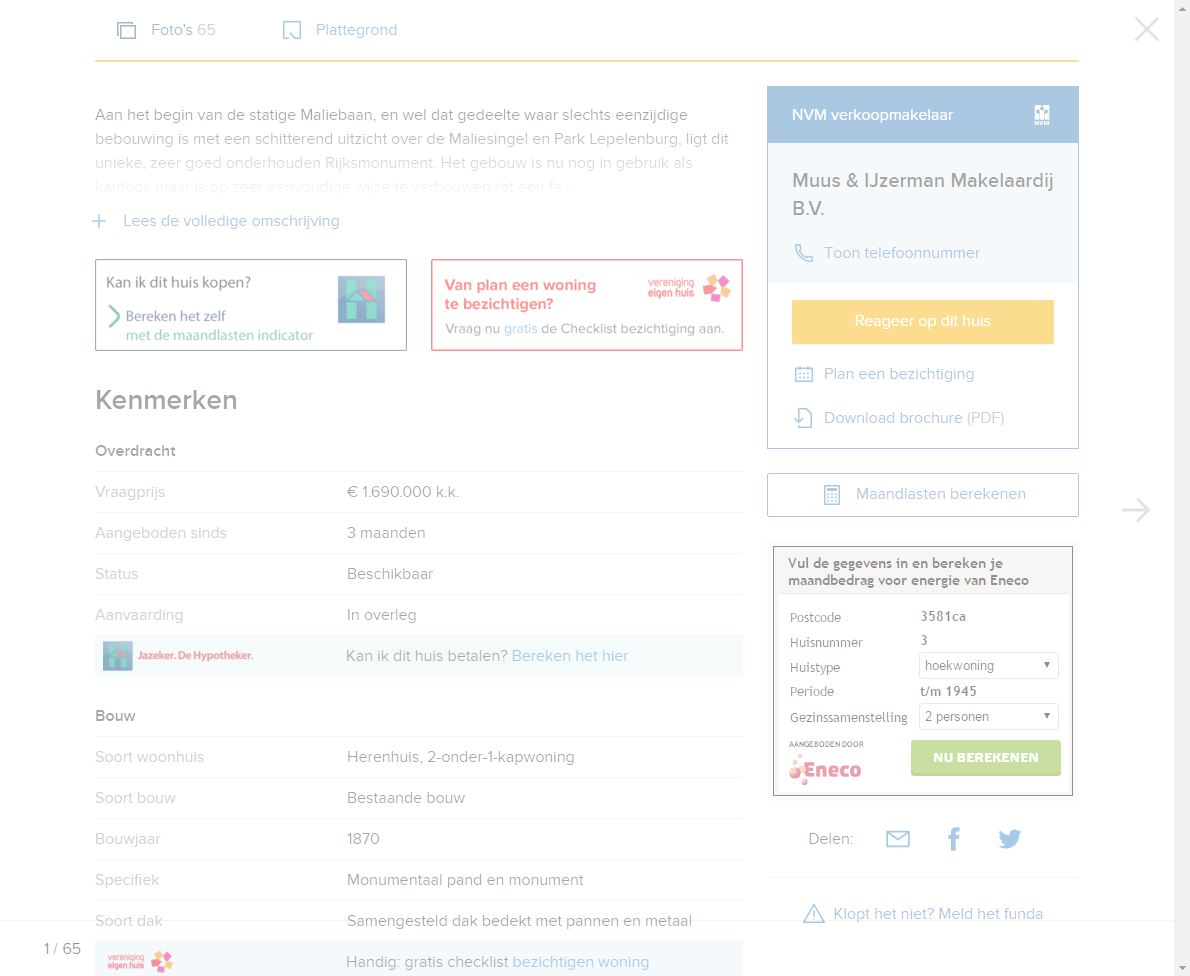 Foto's 65
Plattegrond
Aan het begin van de statige Maliebaan, en wel dat gedeelte waar slechts eenzijdige
bebouwing is met een schitterend uitzicht over de Maliesingel en Park Lepelenburg, ligt dit
unieke, zeer goed onderhouden Rijksmonument. Het gebouw is nu nog in gebruik als
kantoor, maar is op zeer eenvoudige wijze te verbouwen tot een fa...
Lees de volledige omschrijving
Kan ik dit huis kopen?
Bereken het zelf
met de maandlasten indicator
Van plan een woning
te bezichtigen?
vereniging
eigen huis
Vraag nu gratis de Checklist bezichtiging aan.
Kenmerken
Overdracht
Vraagprijs € 1.690.000 k.k.
Aangeboden sinds 3 maanden
Status Beschikbaar
Aanvaarding In overleg
Jazeker. De Hypotheker. Kan ik dit huis betalen? Bereken het hier
Bouw
Soort woonhuis Herenhuis, 2-onder-1-kapwoning
Soort bouw Bestaande bouw
Bouwjaar 1870
Specifiek Monumentaal pand en monument
Soort dak Samengesteld dak bedekt met pannen en metaal
vereniging
eigen huis
Handig: gratis checklist bezichtigen woning
1 / 65
NVM verkoopmakelaar
NVM
Muus & IJzerman Makelaardij
B.V.
Toon telefoonnummer
Reageer op dit huis
Plan een bezichtiging
Download brochure (PDF)
Maandlasten berekenen
Vul de gegevens in en bereken je
maandbedrag voor energie van Eneco
Postcode 3581ca
Huisnummer 3
Huistype hoekwoning
Periode t/m 1945
Gezinssamenstelling 2 personen
AANGEBODEN DOOR
Eneco
NU BEREKENEN
Delen:
Klopt het niet? Meld het funda